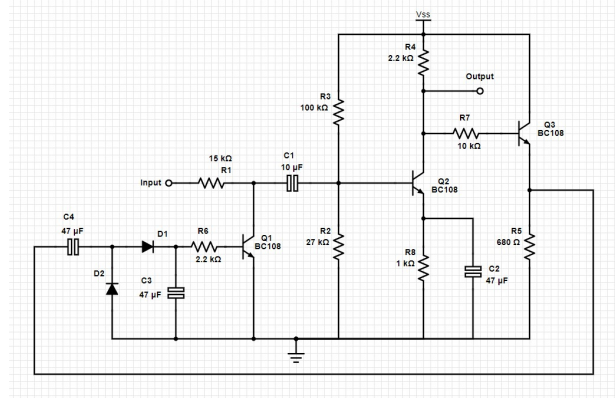 Vss
R4
2.2 kΩ
Output
R3
100 kΩ
R7
10 kΩ
Q3
BC108
15 kΩ
R1
C1
10 µF
Input
Q2
BC108
C4
47 µF
D1
R6
2.2 kΩ
Q1
BC108
R2
27 kΩ
R5
680 Ω
D2
C3
47 µF
R8
1 kΩ
C2
47 µF